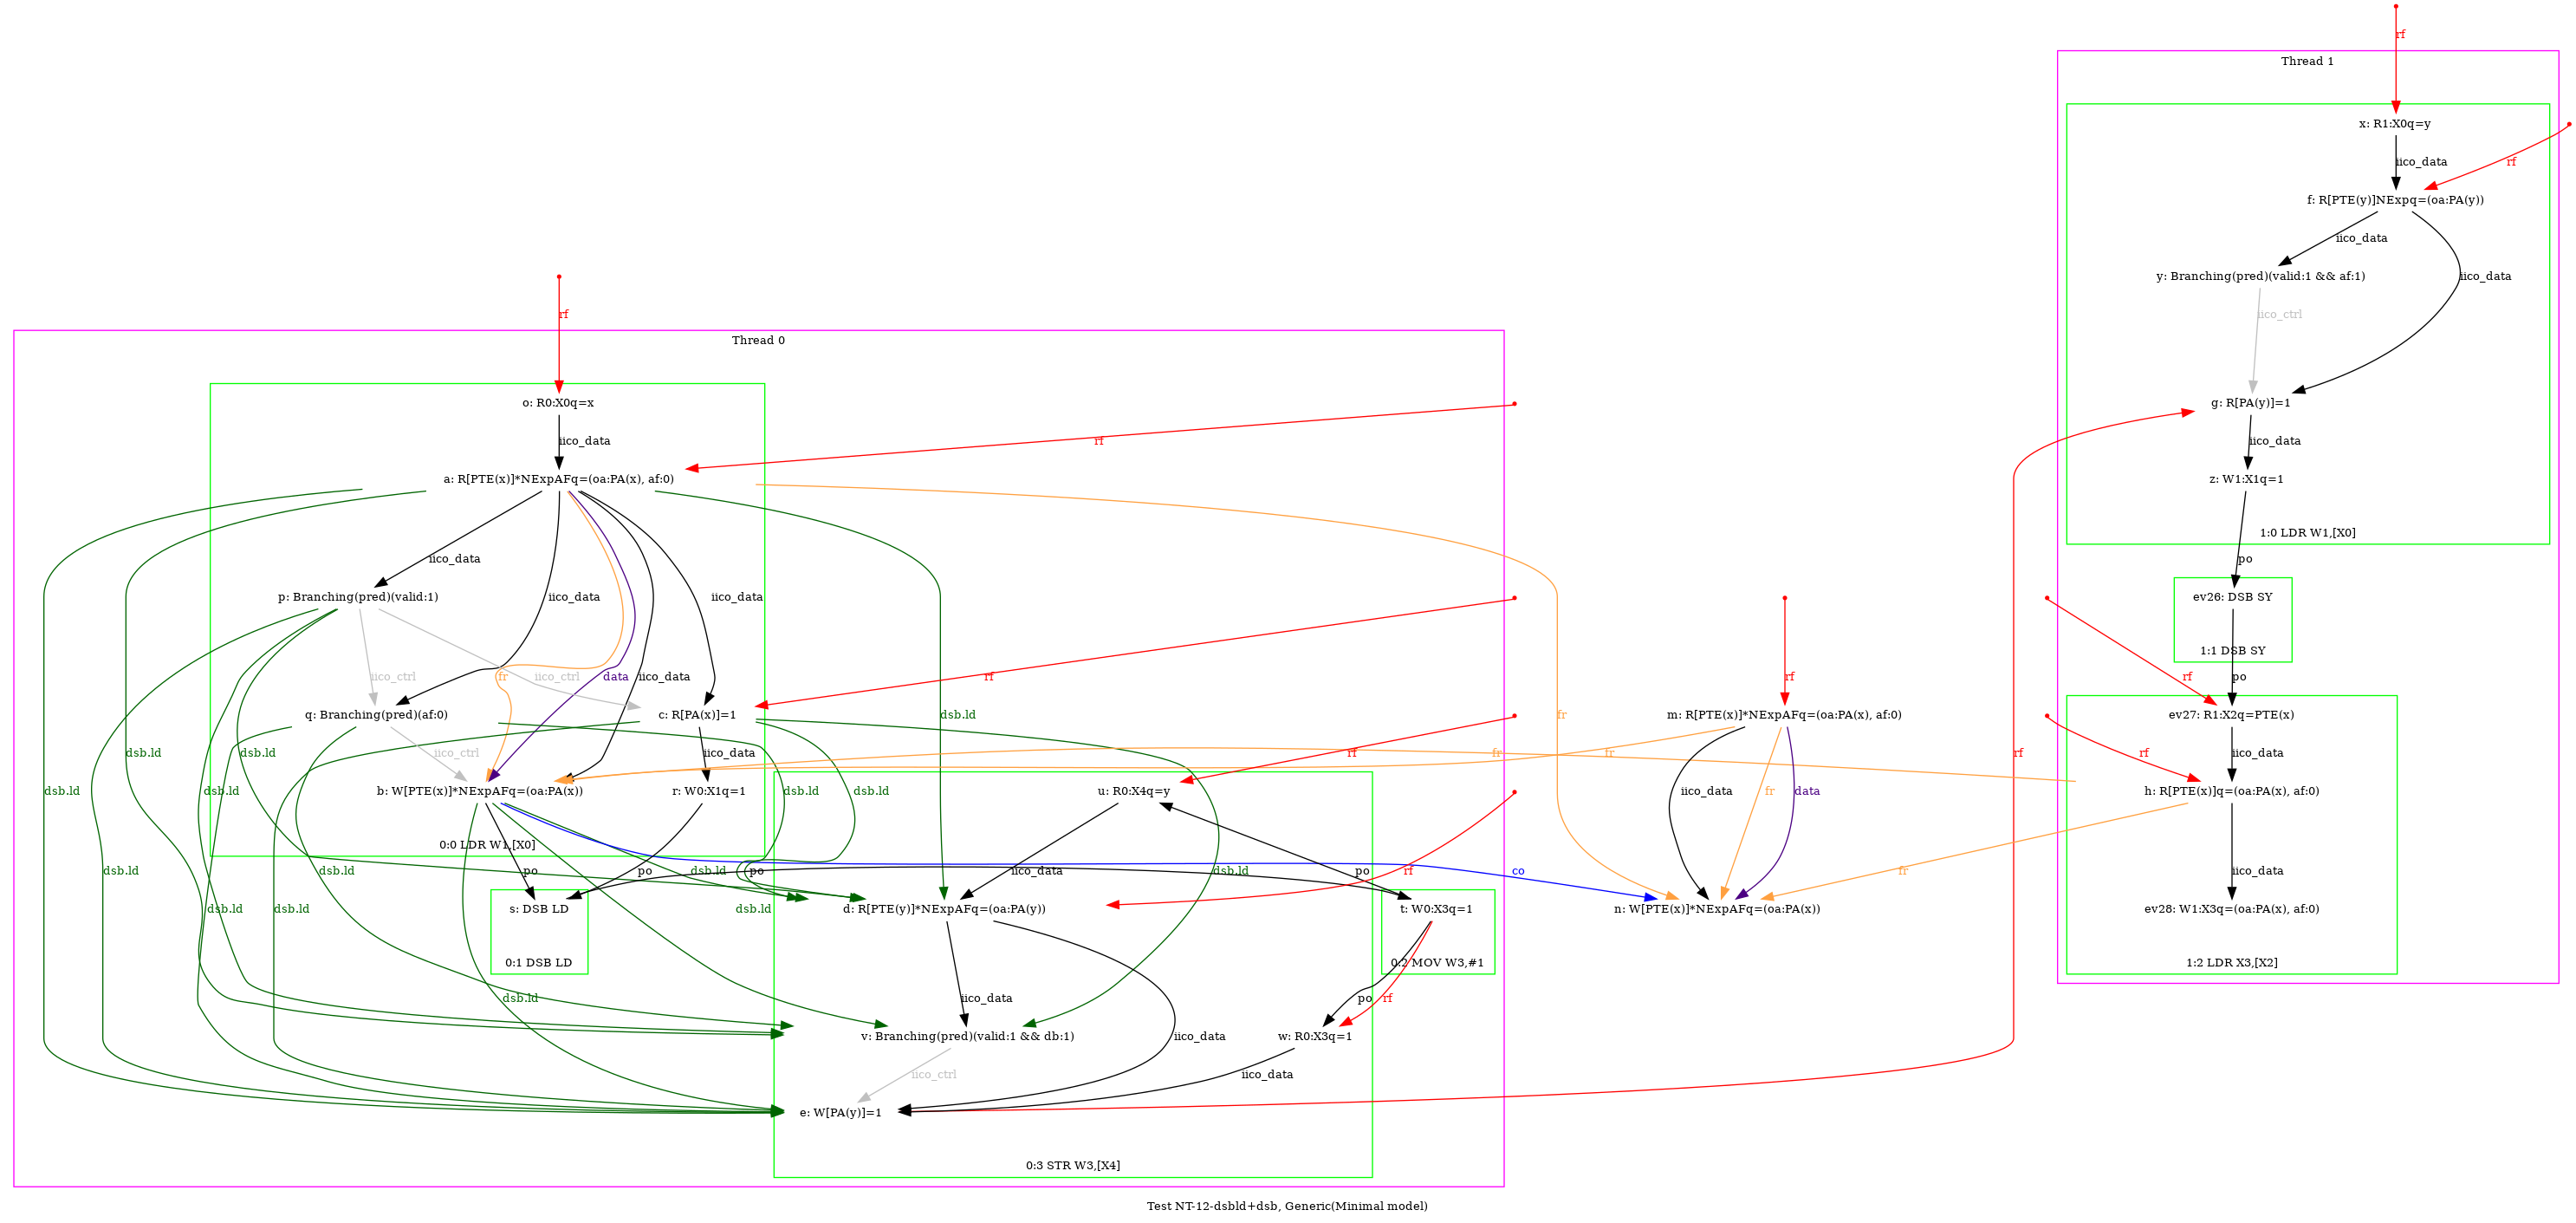 rf
Thread 1
x: R1:X0q=y
iico_data
rf
f: R[PTE(y)]NExpq=(oa:PA(y))
iico_data
y: Branching(pred)(valid:1 && af:1)
iico_data
rf
iico_ctrl
Thread 0
o: R0:X0q=x
g: R[PA(y)]=1
iico_data
rf
iico_data
a: R[PTE(x)]*NExpAFq=(oa:PA(x), af:0)
z: W1:X1q=1
1:0 LDR W1,[X0]
iico_data
po
p: Branching(pred)(valid:1)
iico_data
iico_data
ev26: DSB SY
1:1 DSB SY
iico_ctrl
fr
data
iico_data
iico_ctrl
rf
rf
rf
po
q: Branching(pred)(af:0)
c: R[PA(x)]=1
dsb.ld
fr
m: R[PTE(x)]*NExpAFq=(oa:PA(x), af:0)
ev27: R1:X2q=PTE(x)
dsb.ld
dsb.ld
iico_ctrl
iico_data
rf
fr
fr
rf
rf
iico_data
dsb.ld
dsb.ld
b: W[PTE(x)]*NExpAFq=(oa:PA(x))
r: W0:X1q=1
dsb.ld
dsb.ld
u: R0:X4q=y
iico_data
fr
data
h: R[PTE(x)]q=(oa:PA(x), af:0)
0:0 LDR W1,[X0]
dsb.ld
dsb.ld
po
po
dsb.ld
po
iico_data
dsb.ld
po
rf
co
fr
iico_data
dsb.ld
dsb.ld
dsb.ld
s: DSB LD
d: R[PTE(y)]*NExpAFq=(oa:PA(y))
t: W0:X3q=1
n: W[PTE(x)]*NExpAFq=(oa:PA(x))
ev28: W1:X3q=(oa:PA(x), af:0)
0:1 DSB LD
0:2 MOV W3,#1
1:2 LDR X3,[X2]
dsb.ld
iico_data
po
rf
v: Branching(pred)(valid:1 && db:1)
iico_data
w: R0:X3q=1
iico_ctrl
iico_data
e: W[PA(y)]=1
0:3 STR W3,[X4]
Test NT-12-dsbld+dsb, Generic(Minimal model)